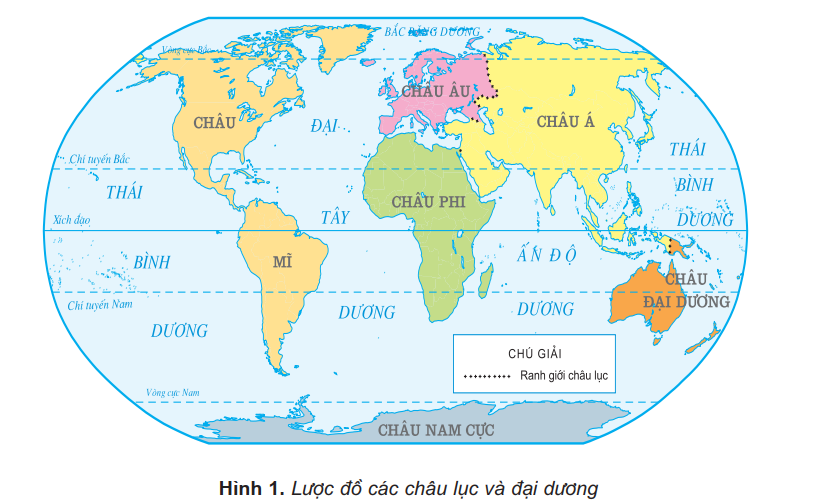 BẮC BĂNG DƯƠNG
Vòng cực Bắc
CHÂU ÂU
CHÂU
ĐẠI
CHÂU Á
THÁI
Chí tuyến Bắc
BÌNH
THÁI
CHÂU PHI
TÂY
DƯƠNG
Xích đạo
ẤN ĐỘ
BÌNH
MĨ
CHÂU
ĐẠI DƯƠNG
Chí tuyến Nam
DƯƠNG
DƯƠNG
DƯƠNG
CHÚ GIẢI
Ranh giới châu lục
Vòng cực Nam
CHÂU NAM CỰC
Hình 1. Lược đồ các châu lục và đại dương